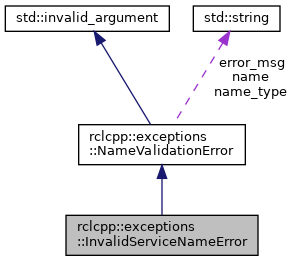 std::invalid_argument
std::string
error_msg
name
name_type
rclcpp::exceptions
::NameValidationError
rclcpp::exceptions
::InvalidServiceNameError